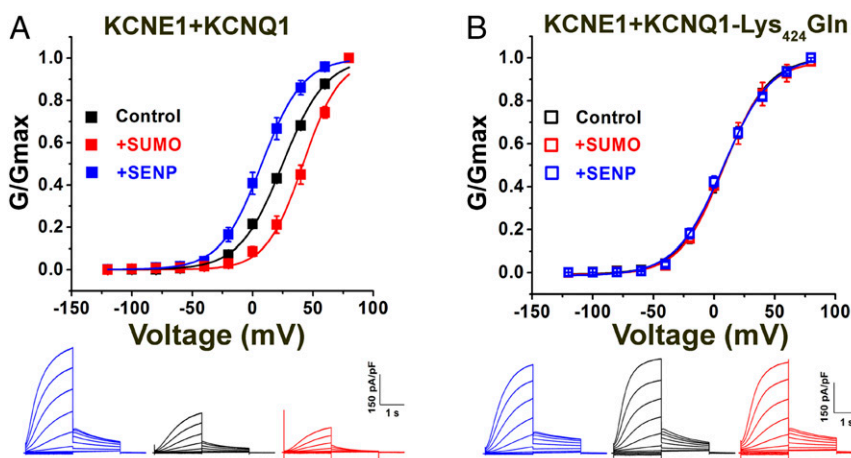 A
KCNE1+KCNQ1
G/Gmax
1.0
0.8
0.6
0.4
0.2
0.0
Control
+SUMO
+SENP
-150 -100 -50 0 50 100
Voltage (mV)
150 pA/pF
1 s
B
KCNE1+KCNQ1-Lys424Gln
G/Gmax
1.0
0.8
0.6
0.4
0.2
0.0
Control
+SUMO
+SENP
-150 -100 -50 0 50 100
Voltage (mV)
150 pA/pF
1 s